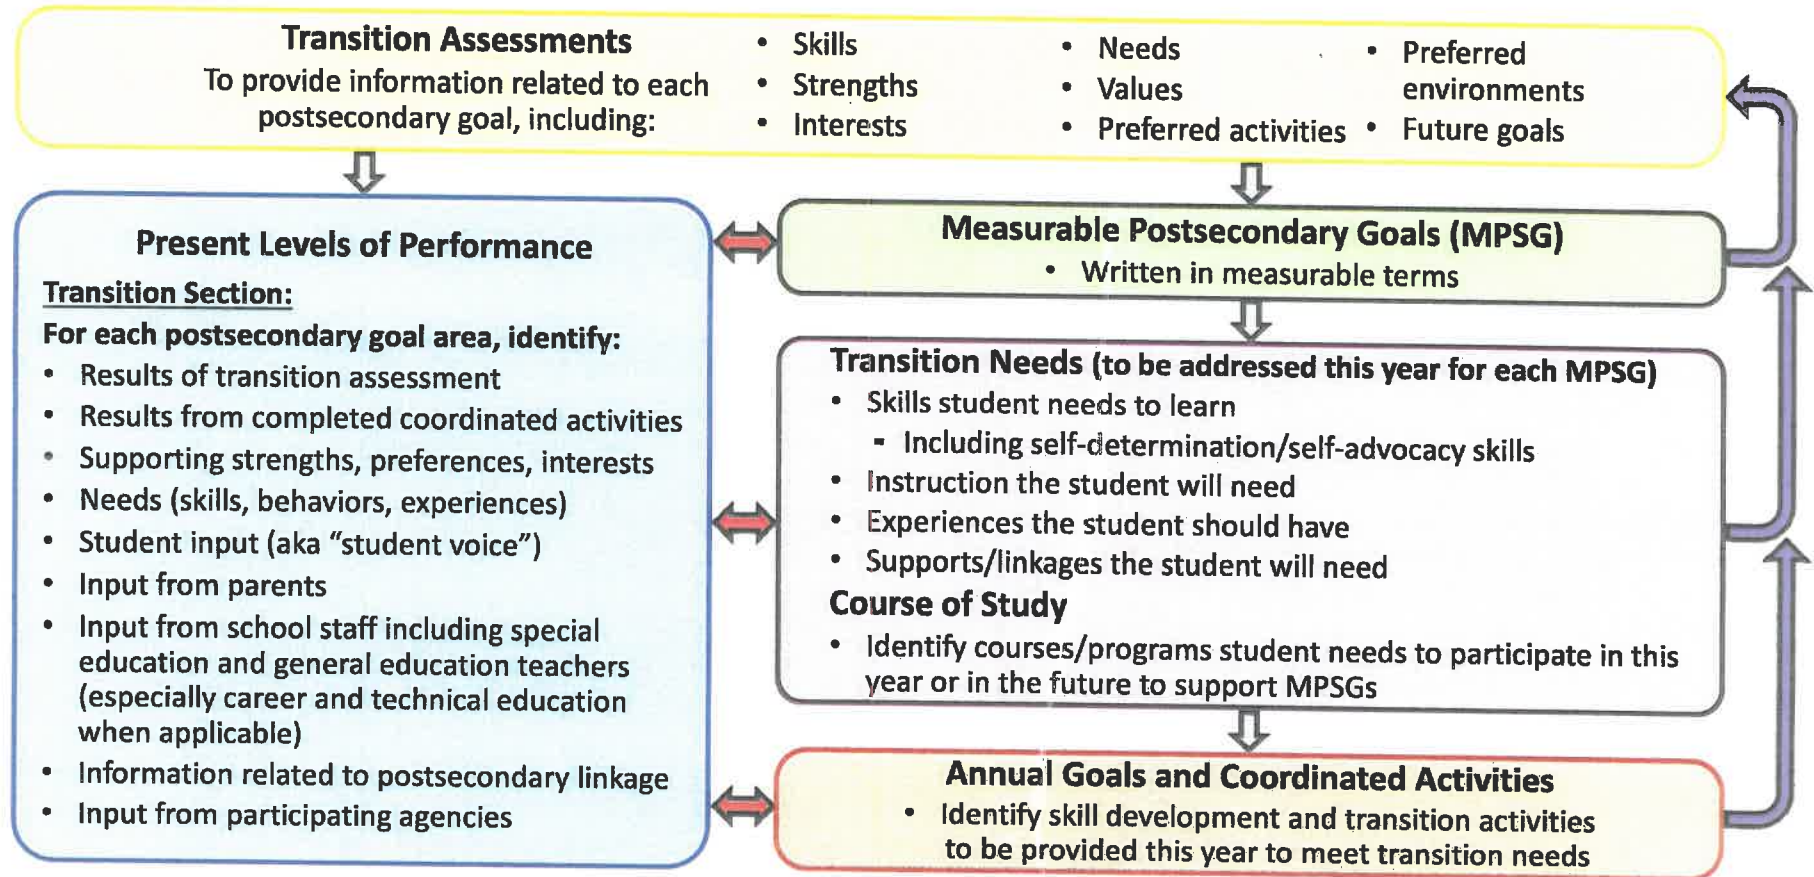 Transition Assessments
To provide information related to each
postsecondary goal, including:
• Skills
• Strengths
• Interests
• Needs
• Values
• Preferred activities
• Preferred
environments
• Future goals
Present Levels of Performance
Transition Section:
For each postsecondary goal area, identify:
• Results of transition assessment
• Results from completed coordinated activities
• Supporting strengths, preferences, interests
• Needs (skills, behaviors, experiences)
• Student input (aka “student voice”)
• Input from parents
• Input from school staff including special
education and general education teachers
(especially career and technical education
when applicable)
• Information related to postsecondary linkage
• Input from participating agencies
Measurable Postsecondary Goals (MPSG)
• Written in measurable terms
Transition Needs (to be addressed this year for each MPSG)
• Skills student needs to learn
- Including self-determination/self-advocacy skills
• Instruction the student will need
• Experiences the student should have
• Supports/linkages the student will need
Course of Study
• Identify courses/programs student needs to participate in this
year or in the future to support MPSGs
Annual Goals and Coordinated Activities
• Identify skill development and transition activities
to be provided this year to meet transition needs